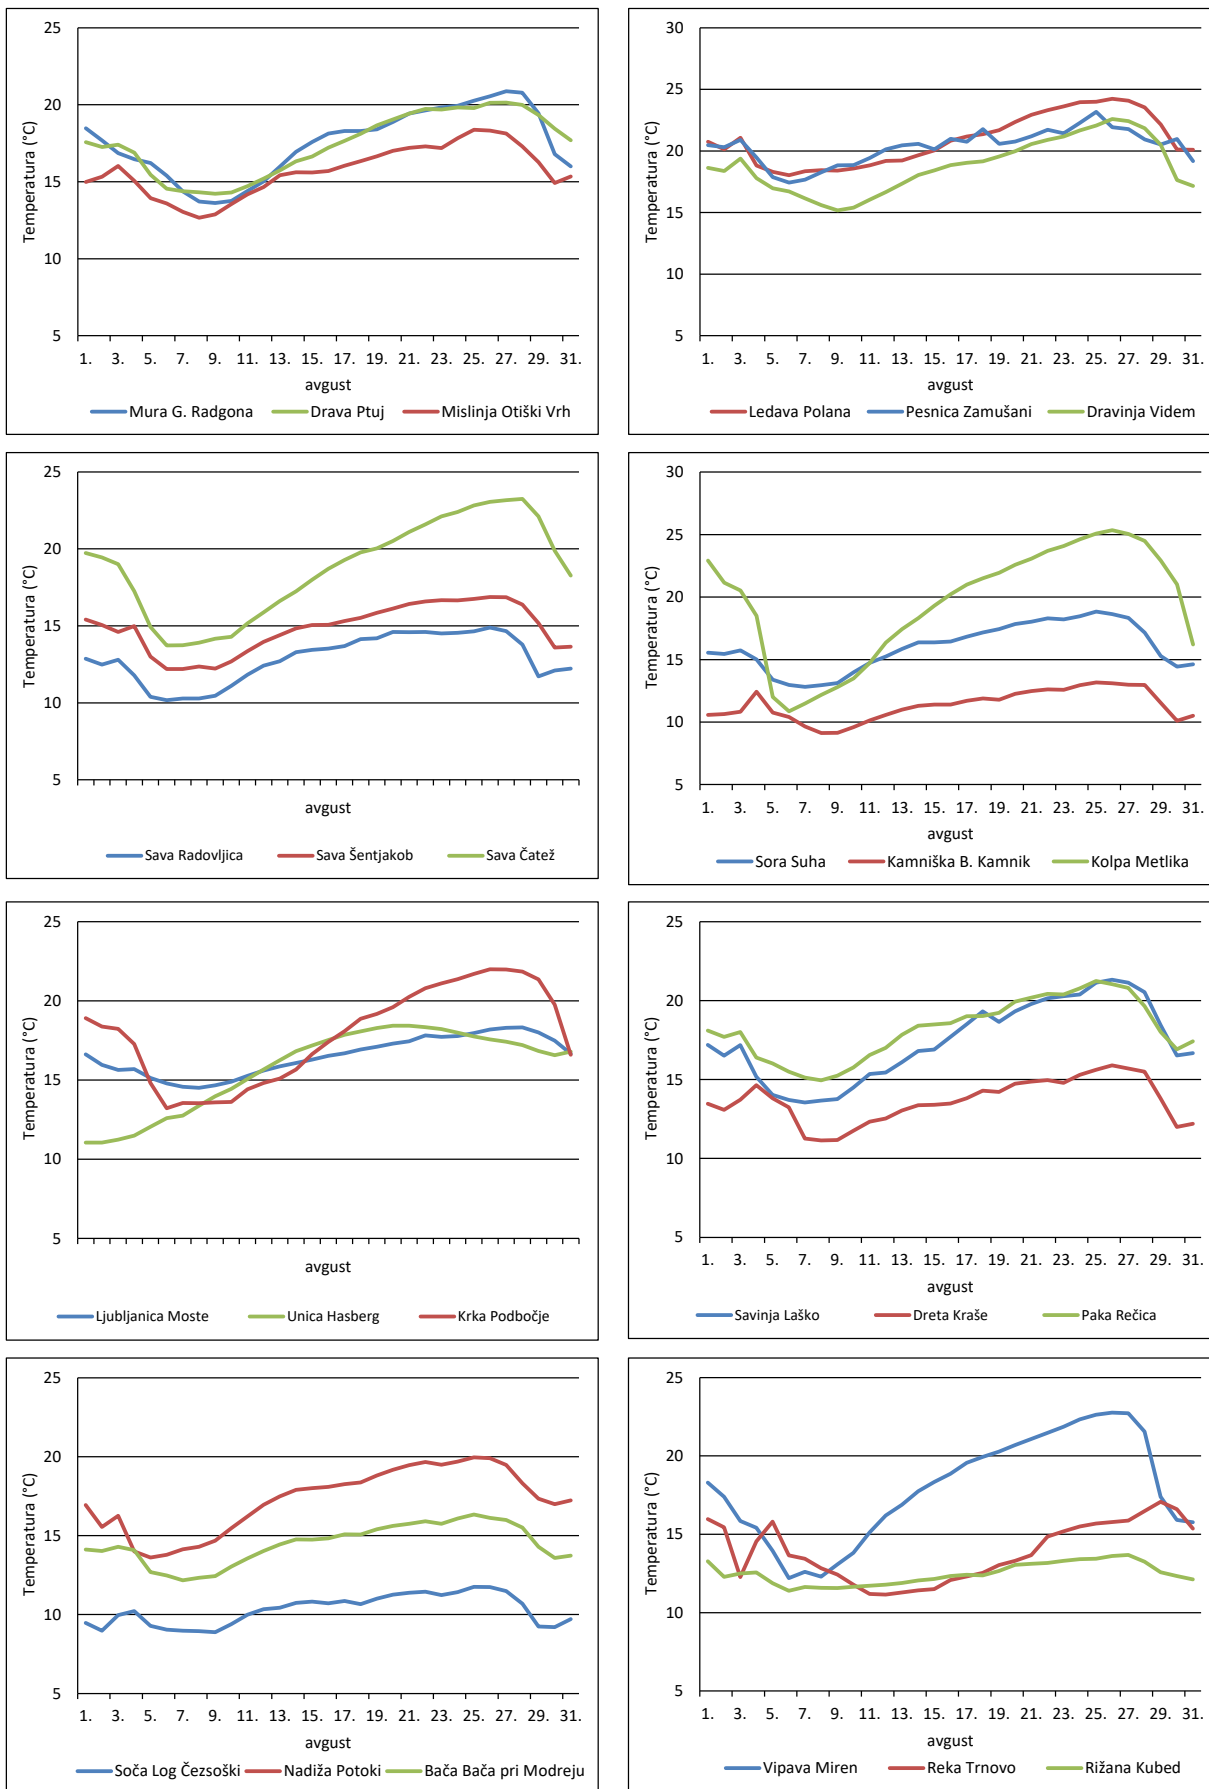 25
20
15
10
5
Temperatura (°C)
1. 3. 5. 7. 9. 11. 13. 15. 17. 19. 21. 23. 25. 27. 29. 31.
avgust
Mura G. Radgona Drava Ptuj Mislinja Otiški Vrh
30
25
20
15
10
5
Temperatura (°C)
1. 3. 5. 7. 9. 11. 13. 15. 17. 19. 21. 23. 25. 27. 29. 31.
avgust
Ledava Polana Pesnica Zamušani Dravinja Videm
25
20
15
10
5
Temperatura (°C)
avgust
Sava Radovljica Sava Šentjakob Sava Čatež
30
25
20
15
10
5
Temperatura (°C)
1. 3. 5. 7. 9. 11. 13. 15. 17. 19. 21. 23. 25. 27. 29. 31.
avgust
Sora Suha Kamniška B. Kamnik Kolpa Metlika
25
20
15
10
5
Temperatura (°C)
avgust
Ljubljanica Moste Unica Hasberg Krka Podbočje
25
20
15
10
5
Temperatura (°C)
1. 3. 5. 7. 9. 11. 13. 15. 17. 19. 21. 23. 25. 27. 29. 31.
avgust
Savinja Laško Dreta Kraše Paka Rečica
25
20
15
10
5
Temperatura (°C)
1. 3. 5. 7. 9. 11. 13. 15. 17. 19. 21. 23. 25. 27. 29. 31.
avgust
Soča Log Čezsoški Nadiža Potoki Bača Bača pri Modreju
25
20
15
10
5
Temperatura (°C)
1. 3. 5. 7. 9. 11. 13. 15. 17. 19. 21. 23. 25. 27. 29. 31.
avgust
Vipava Miren Reka Trnovo Rižana Kubed